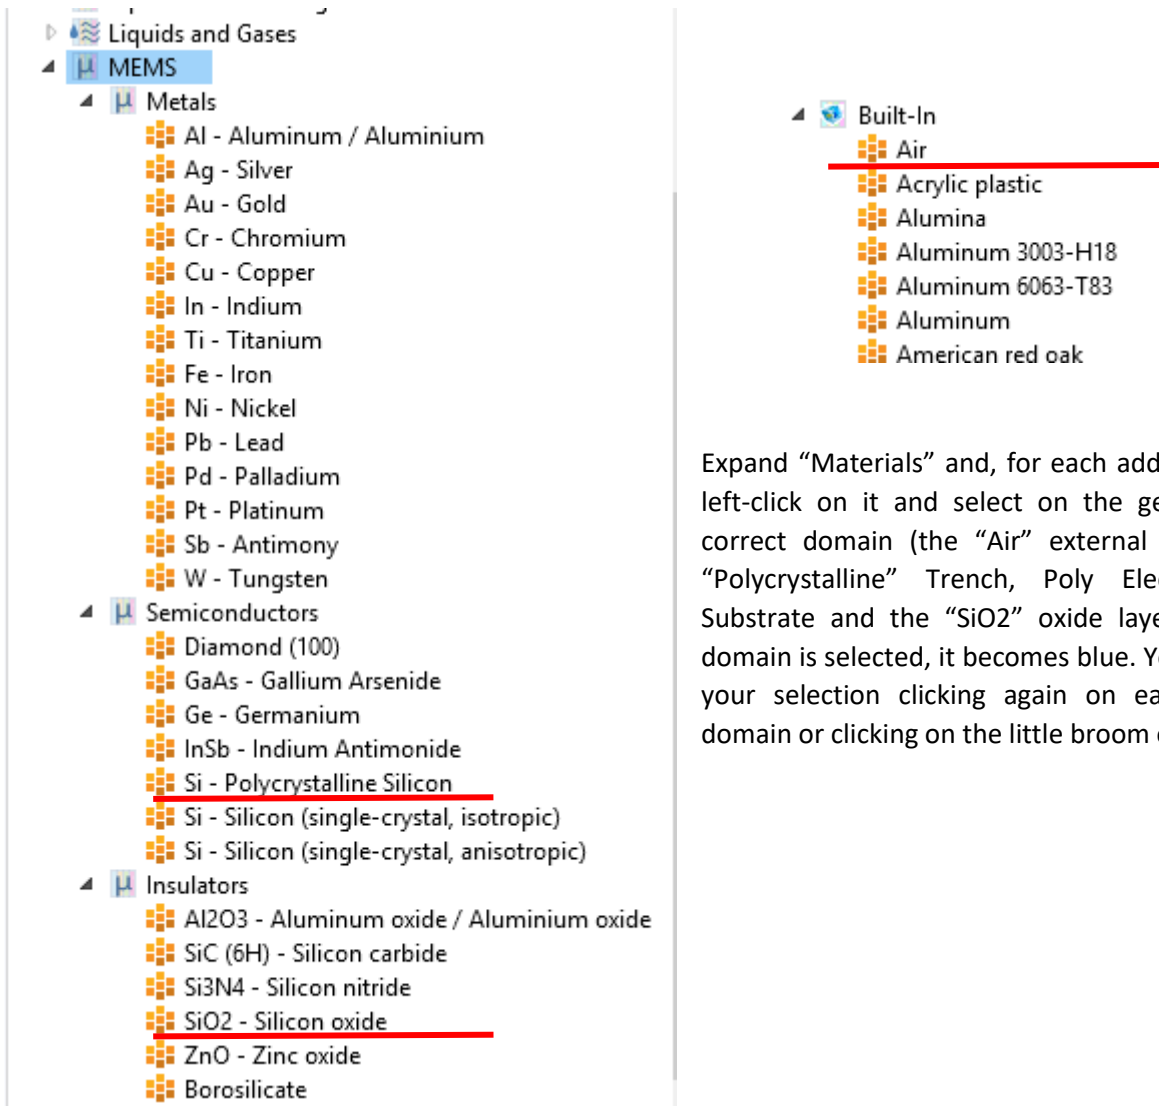 Liquids and Gases
MEMS
Metals
Al - Aluminum / Aluminium
Ag - Silver
Au - Gold
Cr - Chromium
Cu - Copper
In - Indium
Ti - Titanium
Fe - Iron
Ni - Nickel
Pb - Lead
Pd - Palladium
Pt - Platinum
Sb - Antimony
W - Tungsten
Semiconductors
Diamond (100)
GaAs - Gallium Arsenide
Ge - Germanium
InSb - Indium Antimonide
Si - Polycrystalline Silicon
Si - Silicon (single-crystal, isotropic)
Si - Silicon (single-crystal, anisotropic)
Insulators
Al2O3 - Aluminum oxide / Aluminium oxide
SiC (6H) - Silicon carbide
Si3N4 - Silicon nitride
SiO2 - Silicon oxide
ZnO - Zinc oxide
Borosilicate
Built-In
Air
Acrylic plastic
Alumina
Aluminum 3003-H18
Aluminum 6063-T83
Aluminum
American red oak
Expand “Materials” and, for each add
left-click on it and select on the ge
correct domain (the “Air” external
“Polycrystalline” Trench, Poly Ele
Substrate and the “SiO2” oxide laye
domain is selected, it becomes blue. Y
your selection clicking again on ea
domain or clicking on the little broom